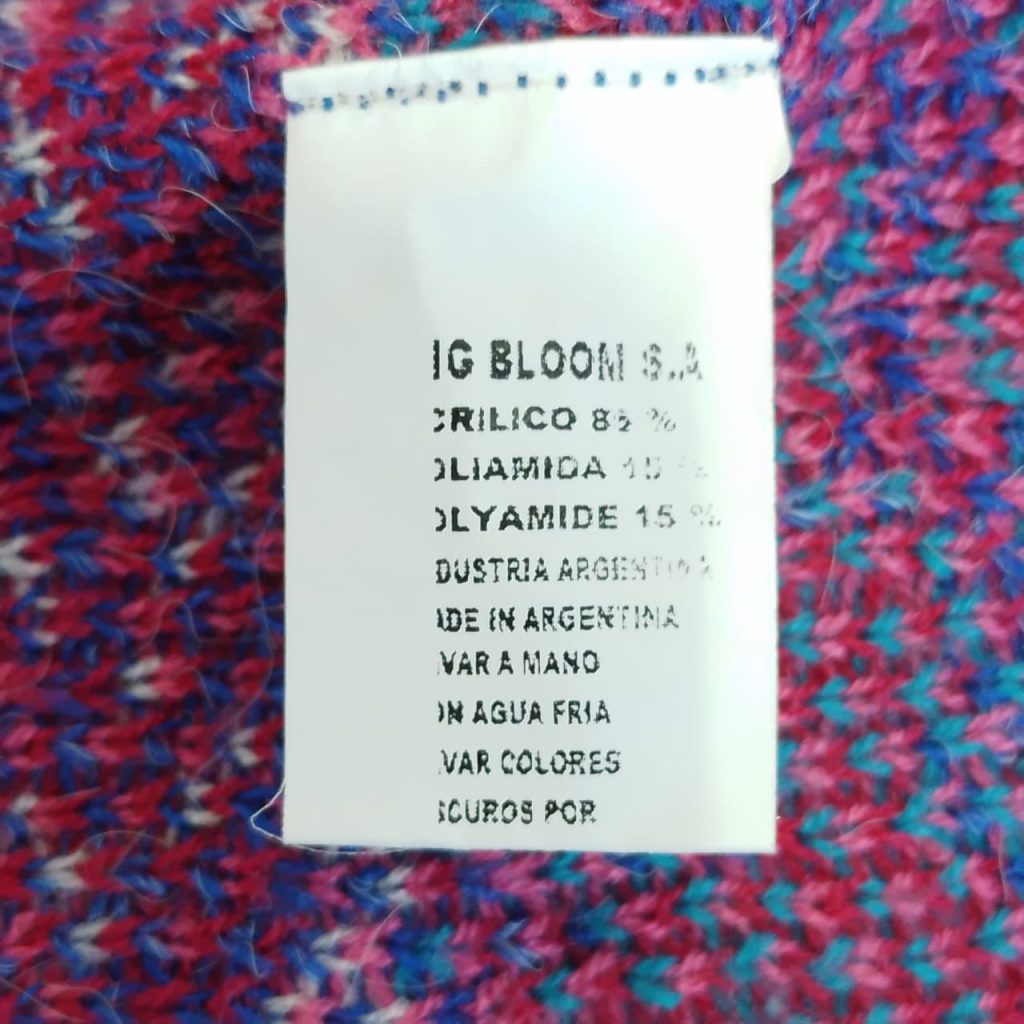 IG BLOOM S.A
CRILICO 85 %
OLIAMIDA 15 %
OLYAMIDE 15 %
DUSTRIA ARGENTINA
ADE IN ARGENTINA
VAR A MANO
ON AGUA FRIA
VAR COLORES
SCUROS POR